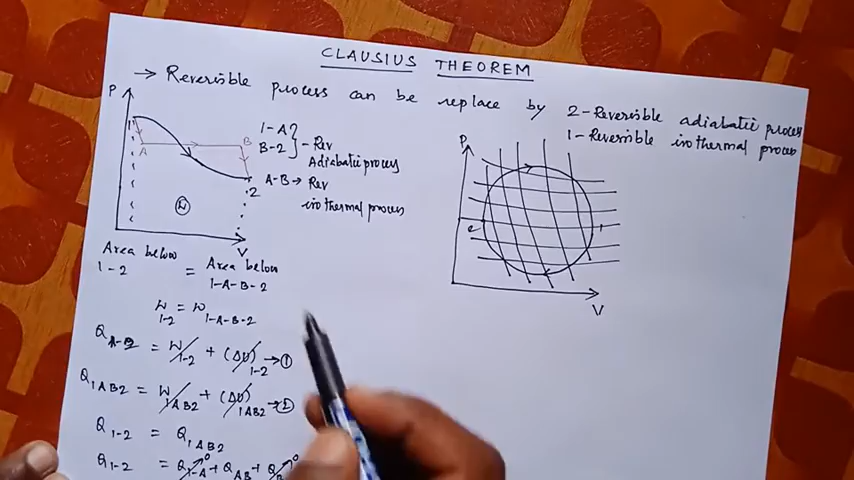 CLAUSIUS THEOREM
→ Reversible process can be replace by 2-Reversible adiabatic process
1-Reversible isothermal process
P
1
A
B
2
W
V
1-A
B-2 } - Rev
Adiabatic process
A-B → Rev
isothermal process
P
V
Area below
1-2 = Area below
1-A-B-2
W1-2 = W1-A-B-2
= W1-2 + (ΔU)1-2 → 1
Q1AB2 = W1AB2 + (ΔU)1AB2 → 2
Q1-2 = Q1AB2
Q1-2 = Q1-A + QAB +